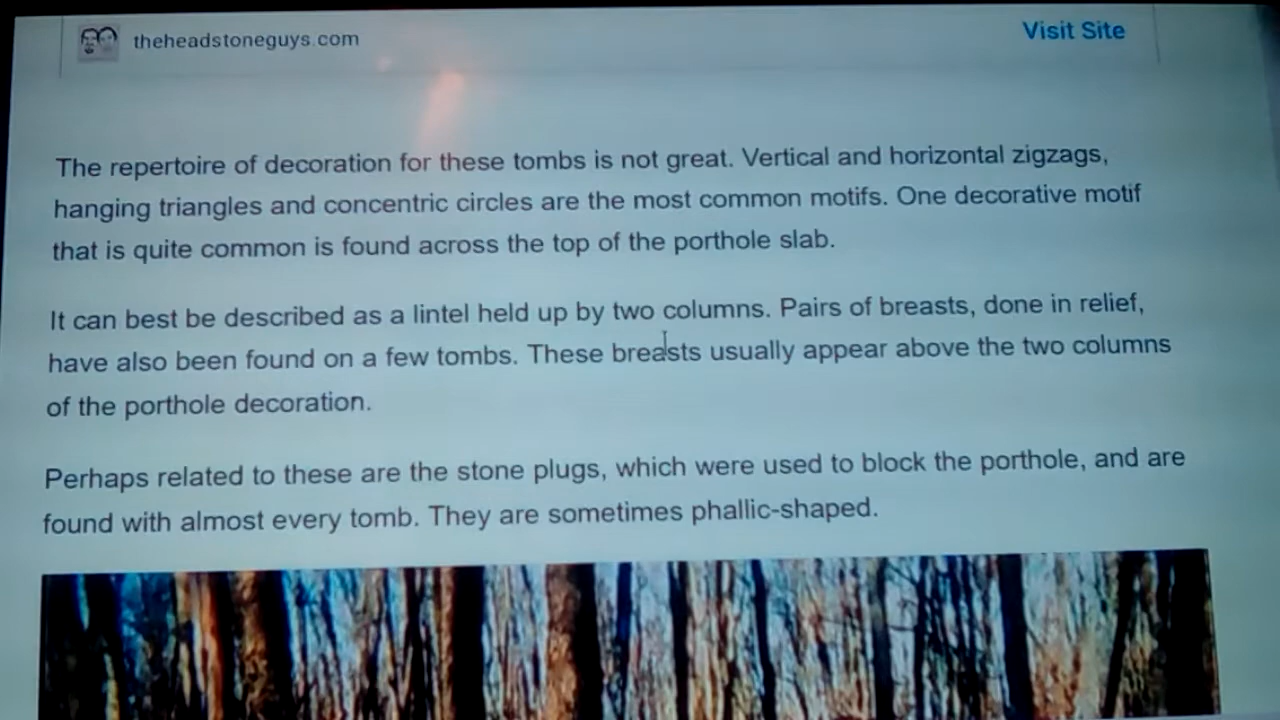 theheadstoneguys.com
Visit Site
The repertoire of decoration for these tombs is not great. Vertical and horizontal zigzags,
hanging triangles and concentric circles are the most common motifs. One decorative motif
that is quite common is found across the top of the porthole slab.
It can best be described as a lintel held up by two columns. Pairs of breasts, done in relief,
have also been found on a few tombs. These breasts usually appear above the two columns
of the porthole decoration.
Perhaps related to these are the stone plugs, which were used to block the porthole, and are
found with almost every tomb. They are sometimes phallic-shaped.